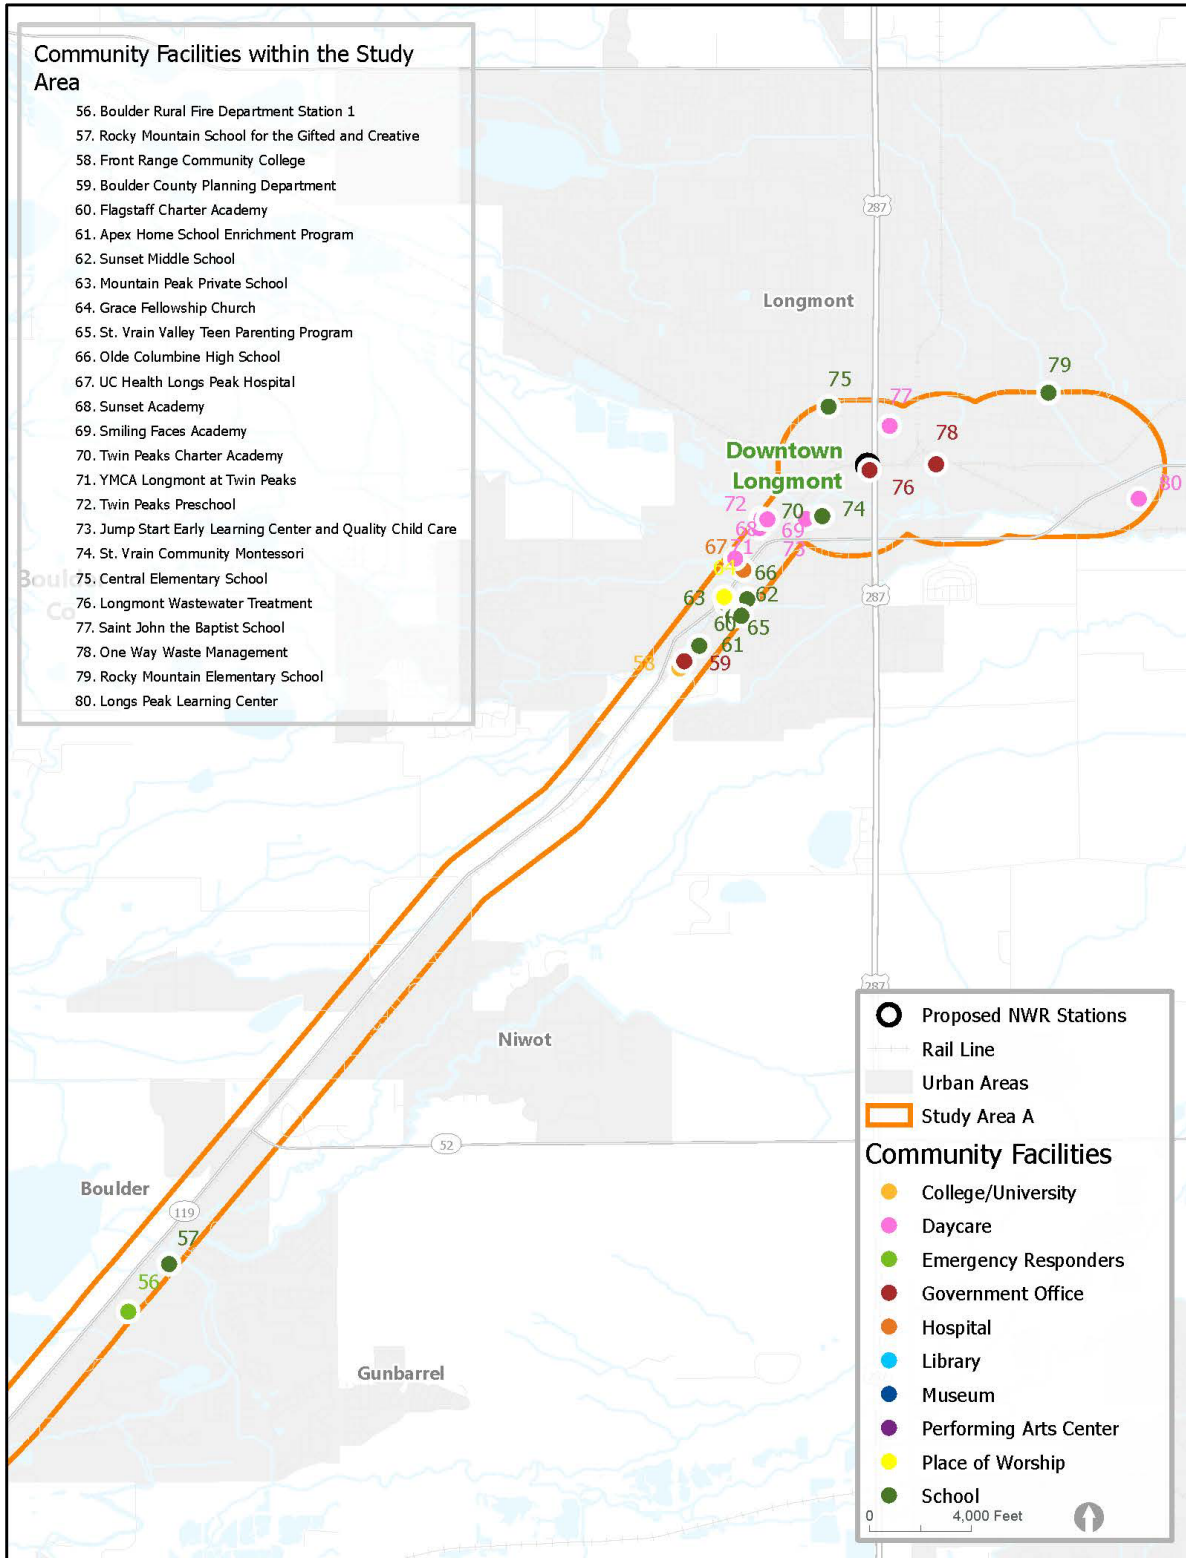 Community Facilities within the Study
Area
56. Boulder Rural Fire Department Station 1
57. Rocky Mountain School for the Gifted and Creative
58. Front Range Community College
59. Boulder County Planning Department
60. Flagstaff Charter Academy
61. Apex Home School Enrichment Program
62. Sunset Middle School
63. Mountain Peak Private School
64. Grace Fellowship Church
65. St. Vrain Valley Teen Parenting Program
66. Olde Columbine High School
67. UC Health Longs Peak Hospital
68. Sunset Academy
69. Smiling Faces Academy
70. Twin Peaks Charter Academy
71. YMCA Longmont at Twin Peaks
72. Twin Peaks Preschool
73. Jump Start Early Learning Center and Quality Child Care
74. St. Vrain Community Montessori
75. Central Elementary School
76. Longmont Wastewater Treatment
77. Saint John the Baptist School
78. One Way Waste Management
79. Rocky Mountain Elementary School
80. Longs Peak Learning Center
287
Longmont
79
75
77
78
Downtown
Longmont
76
80
72
70
74
68
69
73
67
71
64
66
63
62
287
60
65
61
58
59
287
Niwot
52
Boulder
119
57
56
Gunbarrel
Proposed NWR Stations
Rail Line
Urban Areas
Study Area A
Community Facilities
College/University
Daycare
Emergency Responders
Government Office
Hospital
Library
Museum
Performing Arts Center
Place of Worship
School
0 4,000 Feet